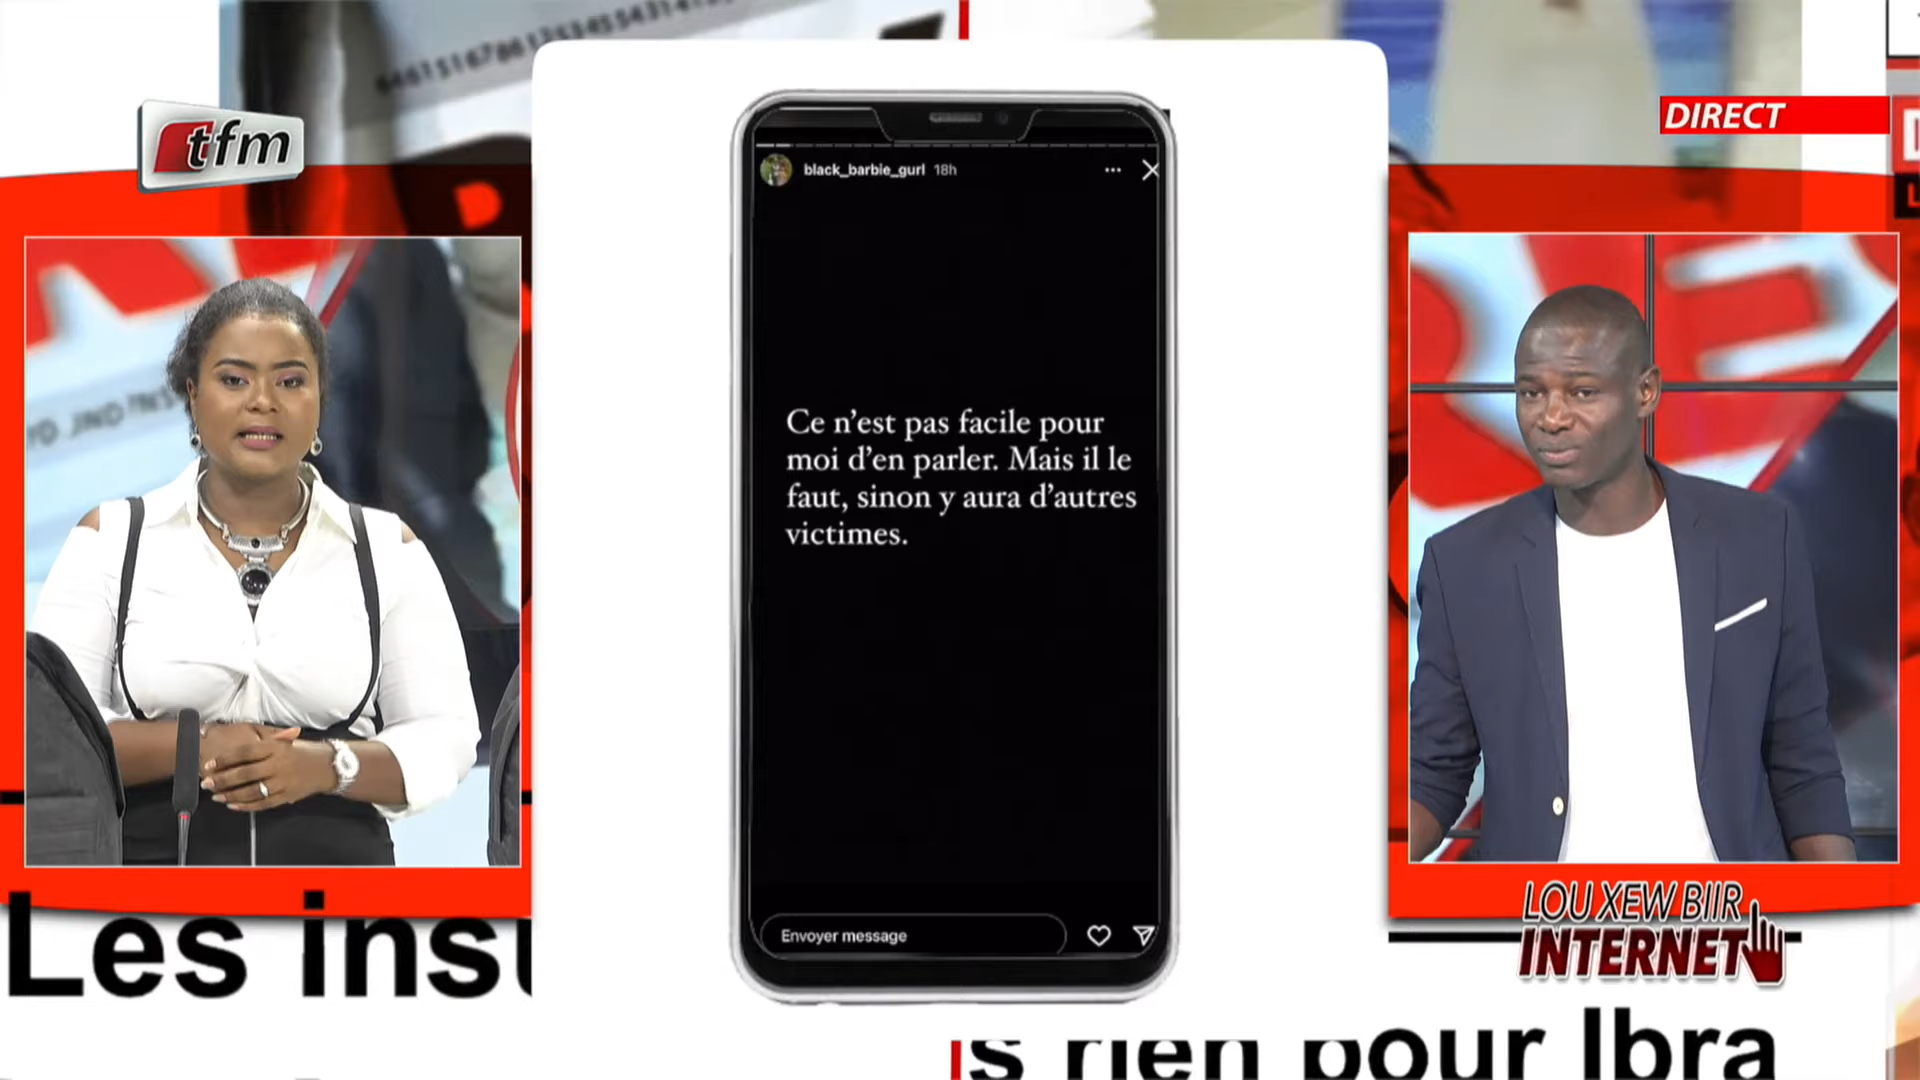 tfm
DIRECT
black_barbie_gurl 18h
Ce n’est pas facile pour
moi d’en parler. Mais il le
faut, sinon y aura d’autres
victimes.
Envoyer message
LOU XEW BIIR
INTERNET
Les
rien pour Ibra